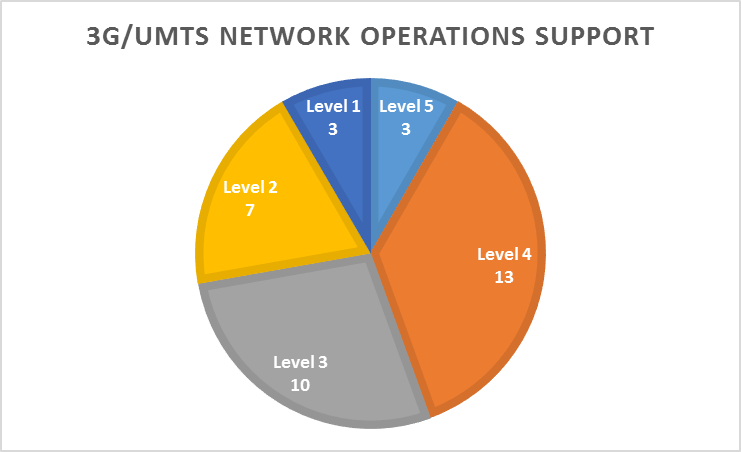 3G/UMTS NETWORK OPERATIONS SUPPORT
Level 1
3
Level 5
3
Level 2
7
Level 4
13
Level 3
10